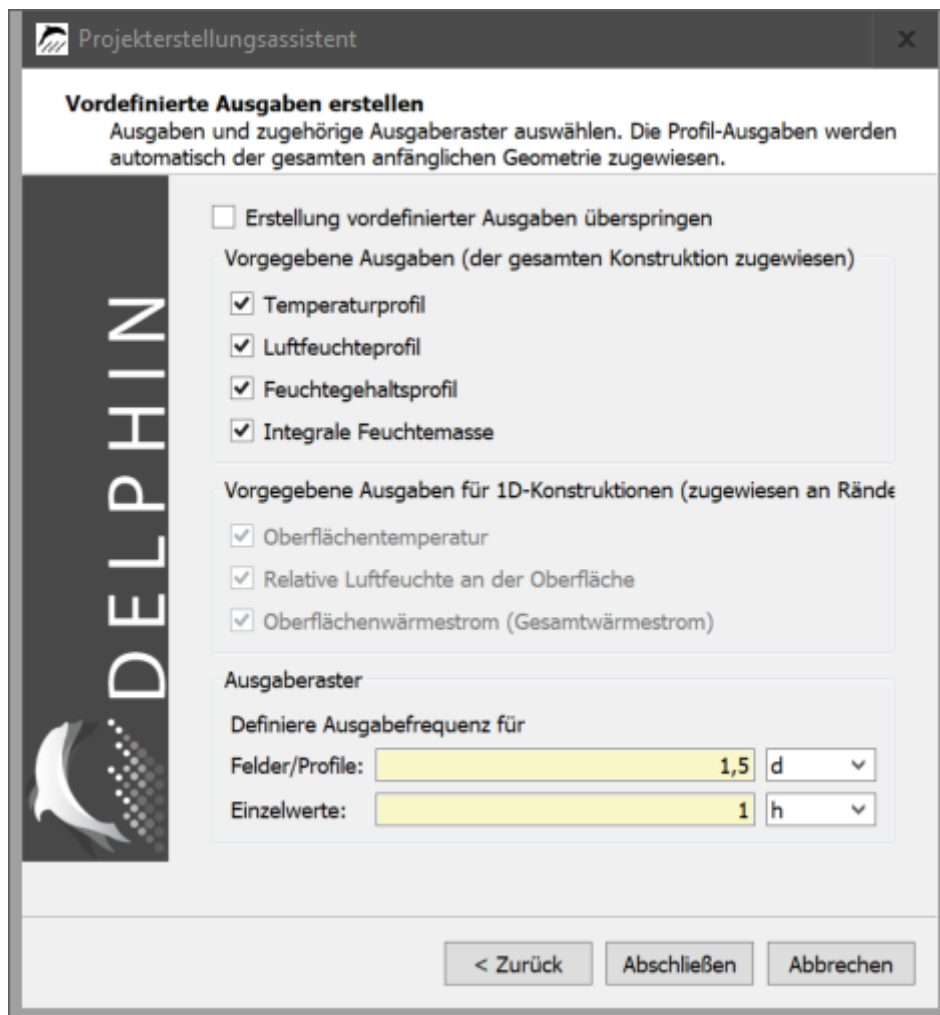 Projekterstellungsassistent
Vordefinierte Ausgaben erstellen
Ausgaben und zugehörige Ausgaberaster auswählen. Die Profil-Ausgaben werden
automatisch der gesamten anfänglichen Geometrie zugewiesen.
DELPHIN
Erstellung vordefinierter Ausgaben überspringen
Vorgegebene Ausgaben (der gesamten Konstruktion zugewiesen)
Temperaturprofil
Luftfeuchteprofil
Feuchtegehaltsprofil
Integrale Feuchtemasse
Vorgegebene Ausgaben für 1D-Konstruktionen (zugewiesen an Rände
Oberflächentemperatur
Relative Luftfeuchte an der Oberfläche
Oberflächenwärmestrom (Gesamtwärmestrom)
Ausgaberaster
Definiere Ausgabefrequenz für
Felder/Profile: 1,5 d
Einzelwerte: 1 h
< Zurück Abschließen Abbrechen